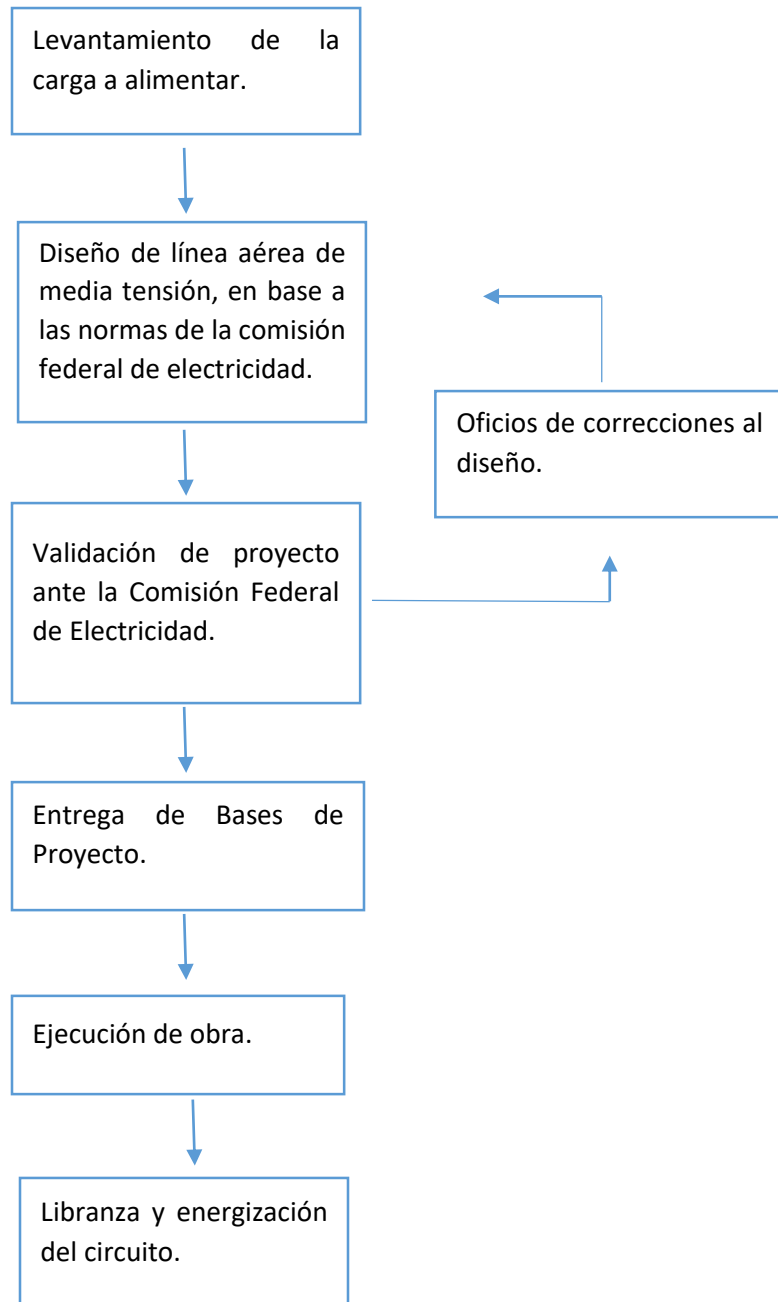 Levantamiento de la
carga a alimentar.
Diseño de línea aérea de
media tensión, en base a
las normas de la comisión
federal de electricidad.
Oficios de correcciones al
diseño.
Validación de proyecto
ante la Comisión Federal
de Electricidad.
Entrega de Bases de
Proyecto.
Ejecución de obra.
Libranza y energización
del circuito.